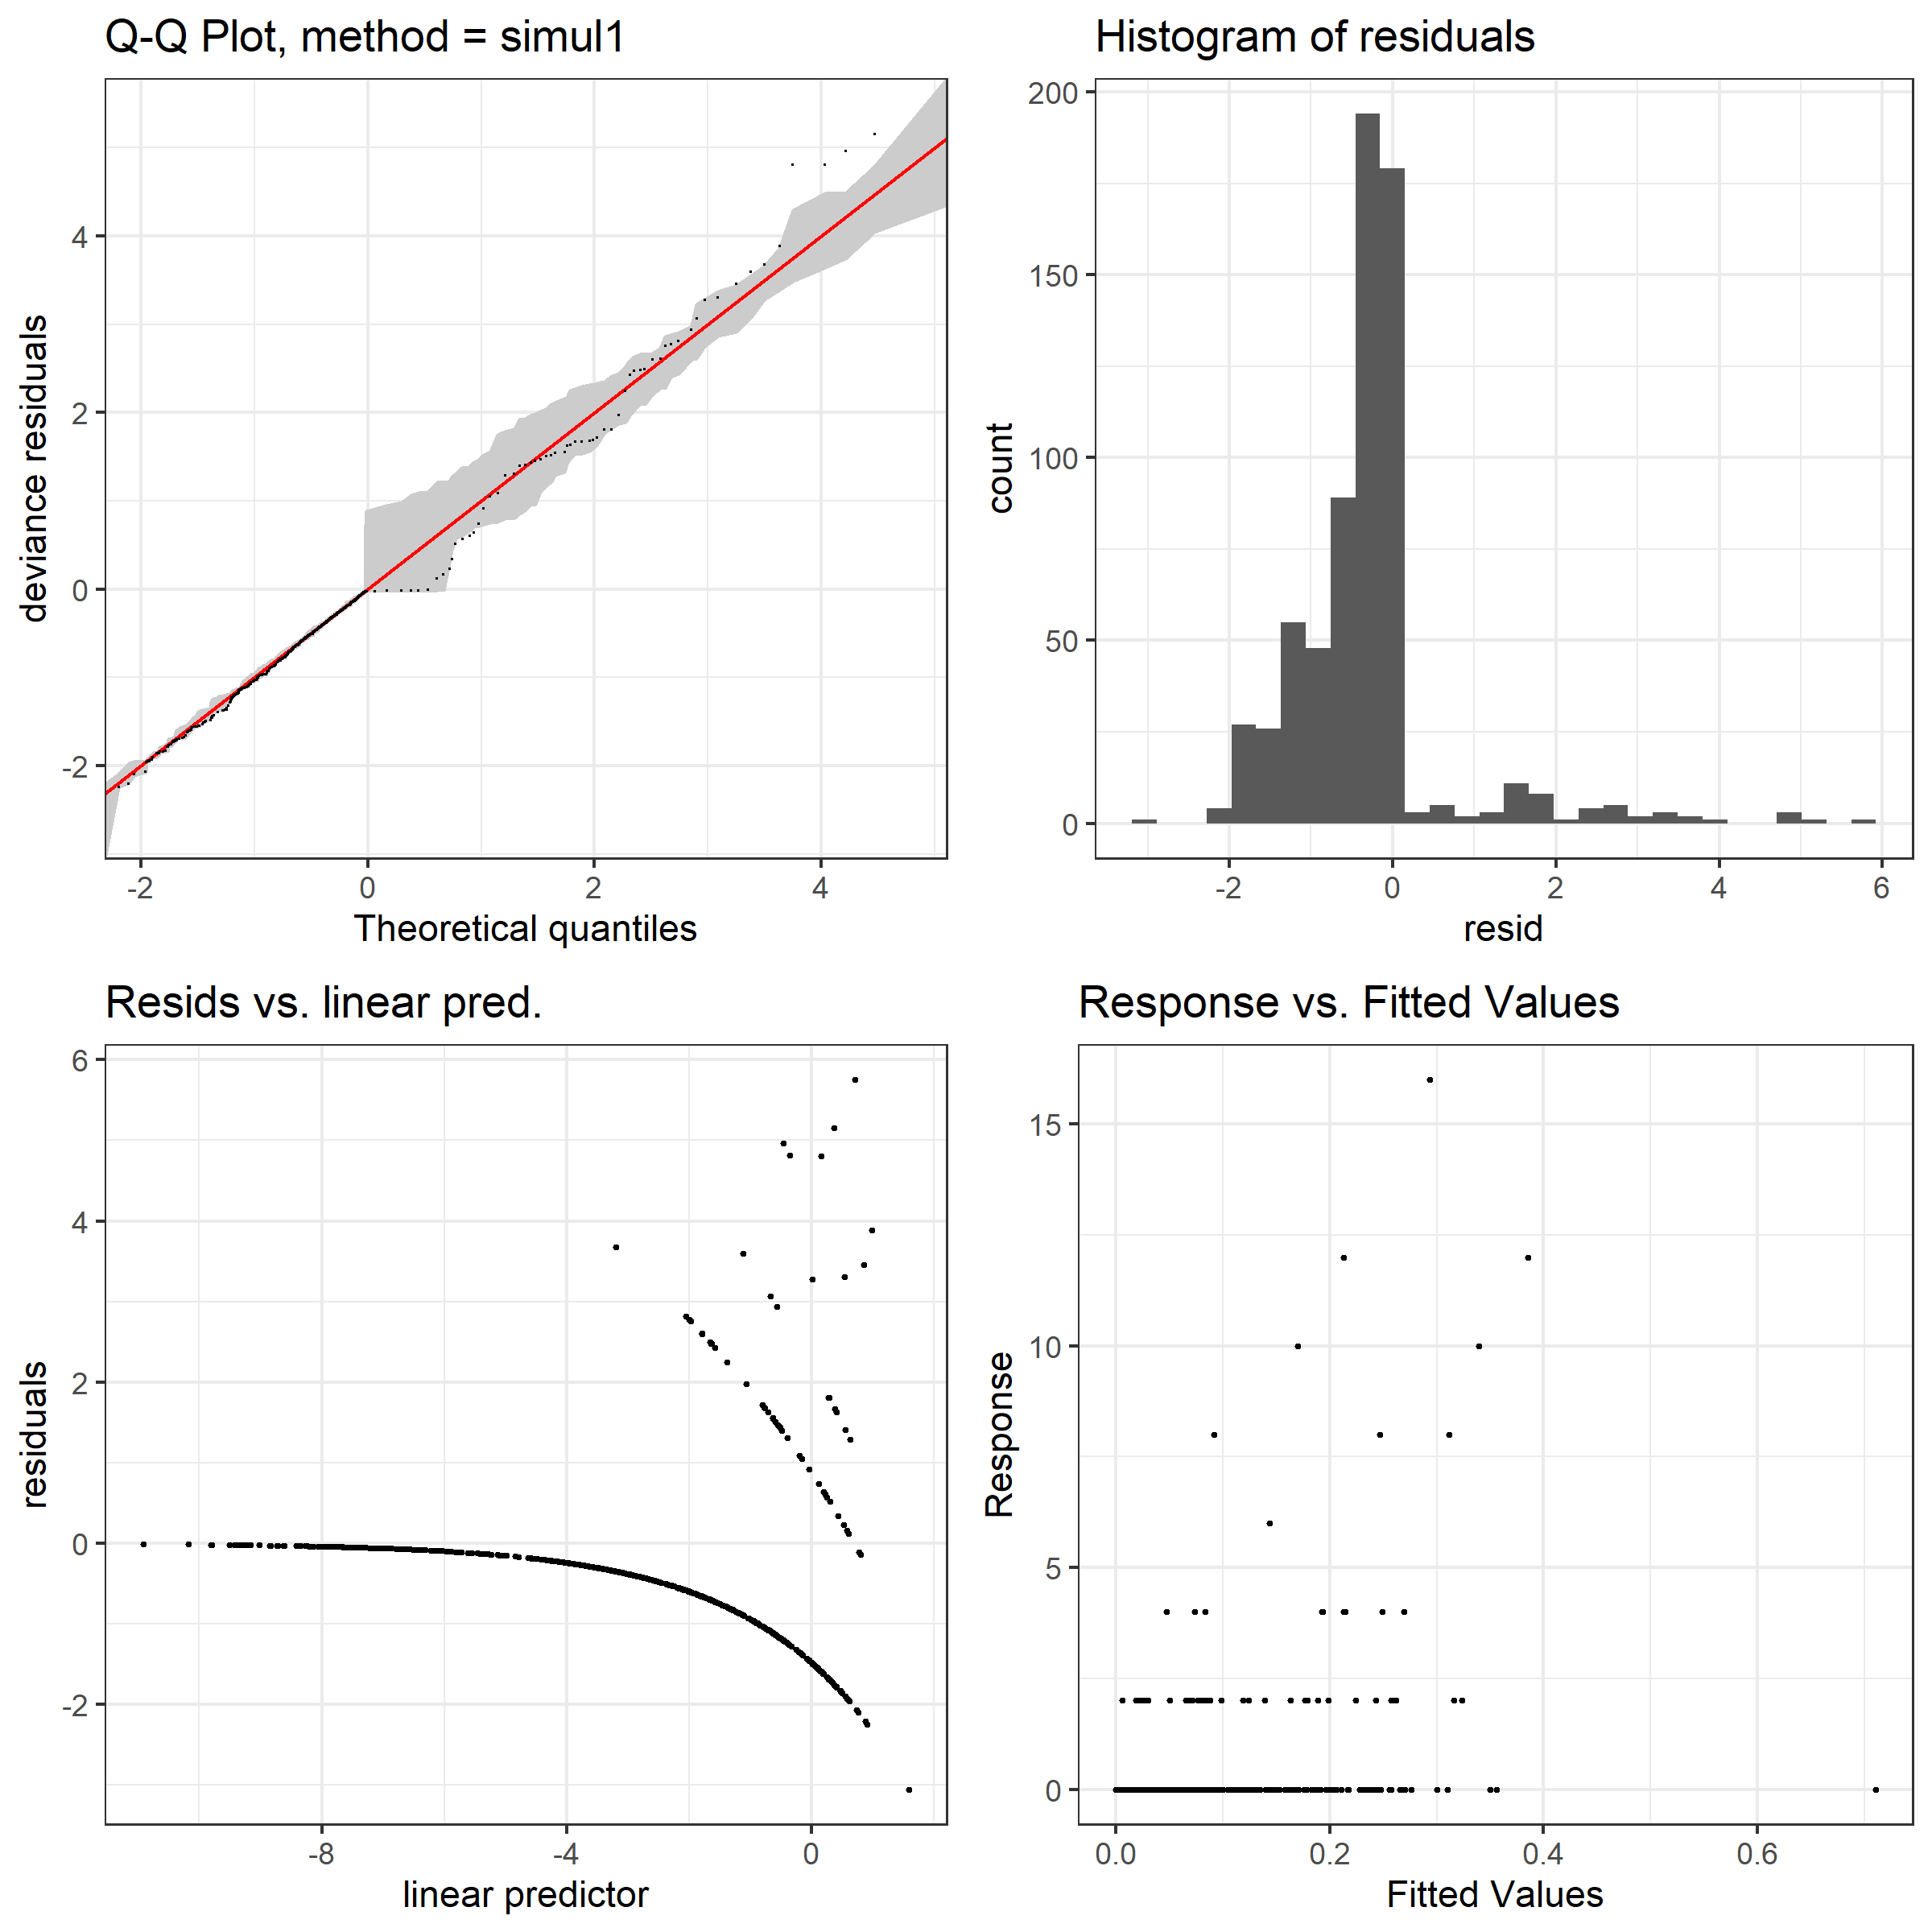 Q-Q Plot, method = simul1
deviance residuals
4
2
0
-2
-2 0 2 4
Theoretical quantiles
Histogram of residuals
count
200
150
100
50
0
-2 0 2 4 6
resid
Resids vs. linear pred.
residuals
6
4
2
0
-2
-8 -4 0
linear predictor
Response vs. Fitted Values
Response
15
10
5
0
0.0 0.2 0.4 0.6
Fitted Values